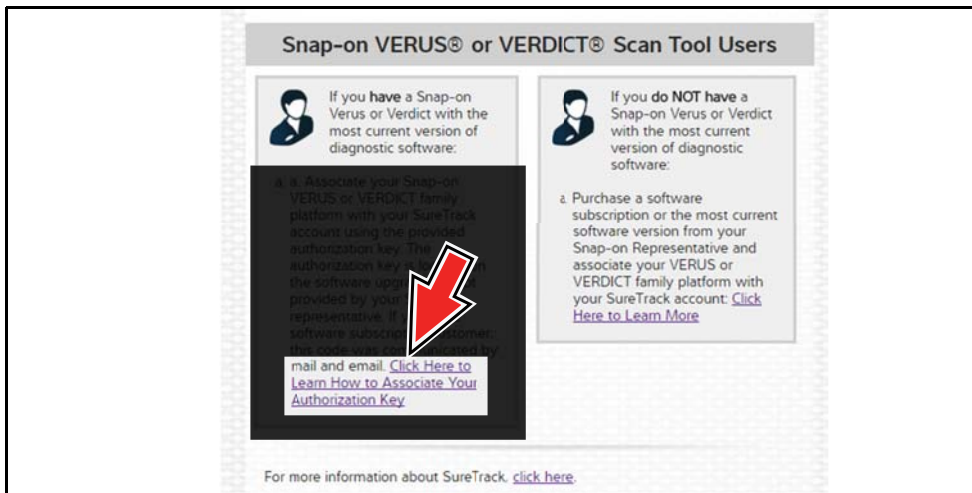 Snap-on VERUS® or VERDICT® Scan Tool Users
If you have a Snap-on
Verus or Verdict with the
most current version of
diagnostic software:
a. a. Associate your Snap-on
VERUS or VERDICT family
platform with your SureTrack
account using the provided
authorization key. The
authorization key is
the software
provided by your
representative. If
software
this code was communicated by
mail and email. Click Here to
Learn How to Associate Your
Authorization Key
If you do NOT have a
Snap-on Verus or Verdict
with the most current
version of diagnostic
software:
a. Purchase a software
subscription or the most current
software version from your
Snap-on Representative and
associate your VERUS or
VERDICT family platform with
your SureTrack account: Click
Here to Learn More
For more information about SureTrack, click here.